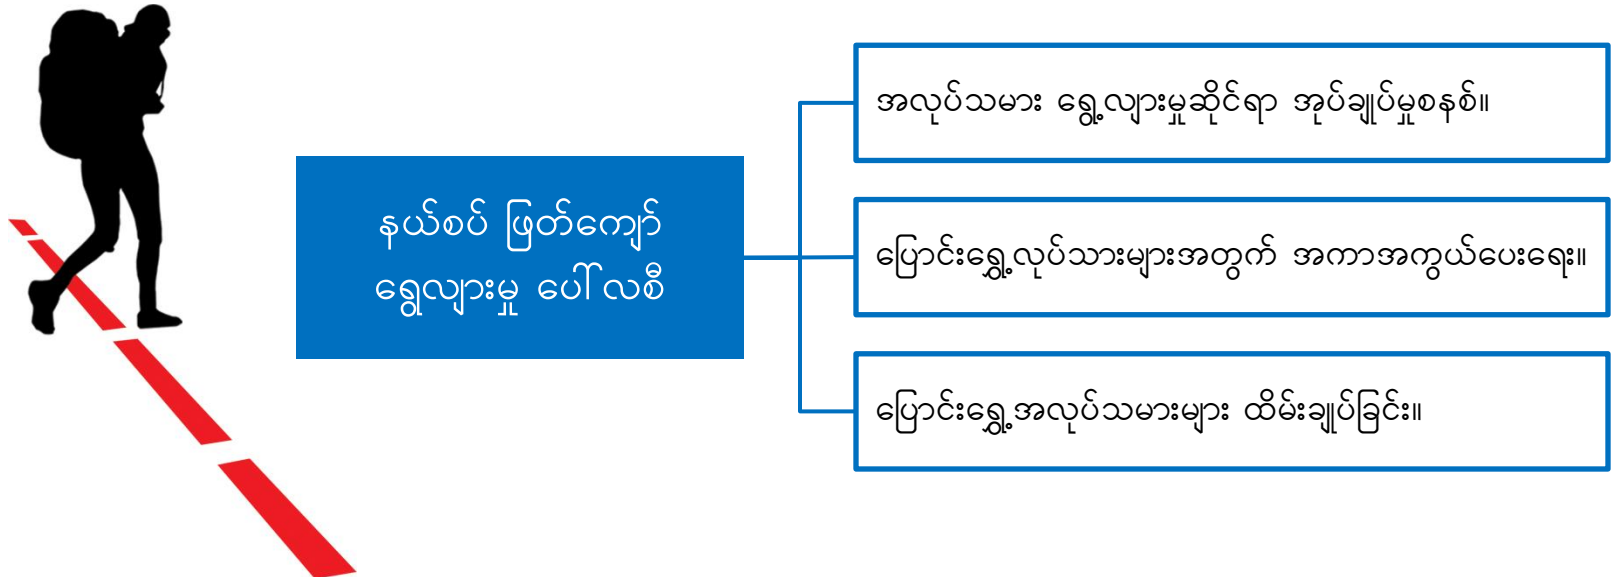 နယ်စပ် ဖြတ်ကျော်
ရွှေလျားမှု ပေါ်လစီ
အလုပ်သမား ရွှေ့လျားမှုဆိုင်ရာ အုပ်ချုပ်မှုစနစ်။
ပြောင်းရွှေ့လုပ်သားများအတွက် အကာအကွယ်ပေးရေး။
ပြောင်းရွှေ့အလုပ်သမားများ ထိမ်းချုပ်ခြင်း။